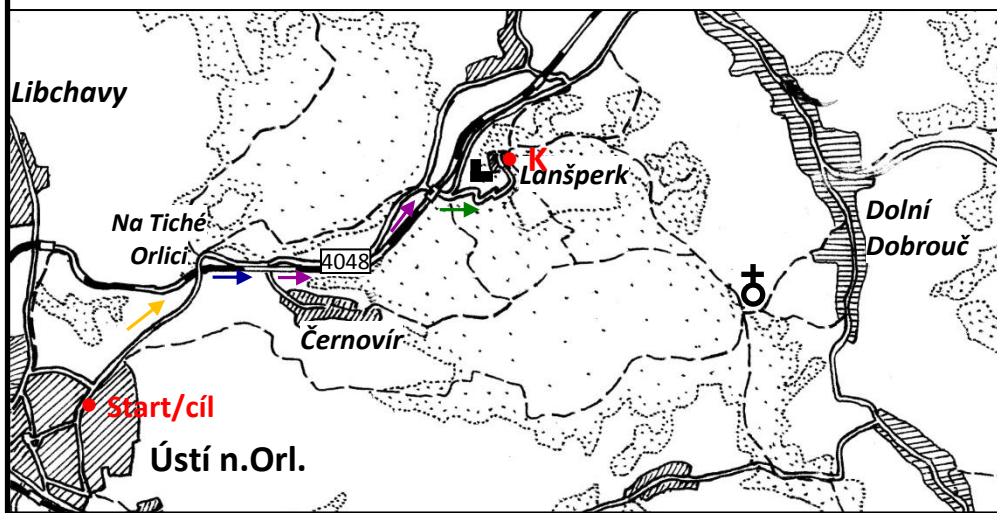 Libchavy
K
Lanšperk
Na Tiché
Orlici
Dolní
Dobrouč
4048
Černovír
Start/cíl
Ústí n.Orl.